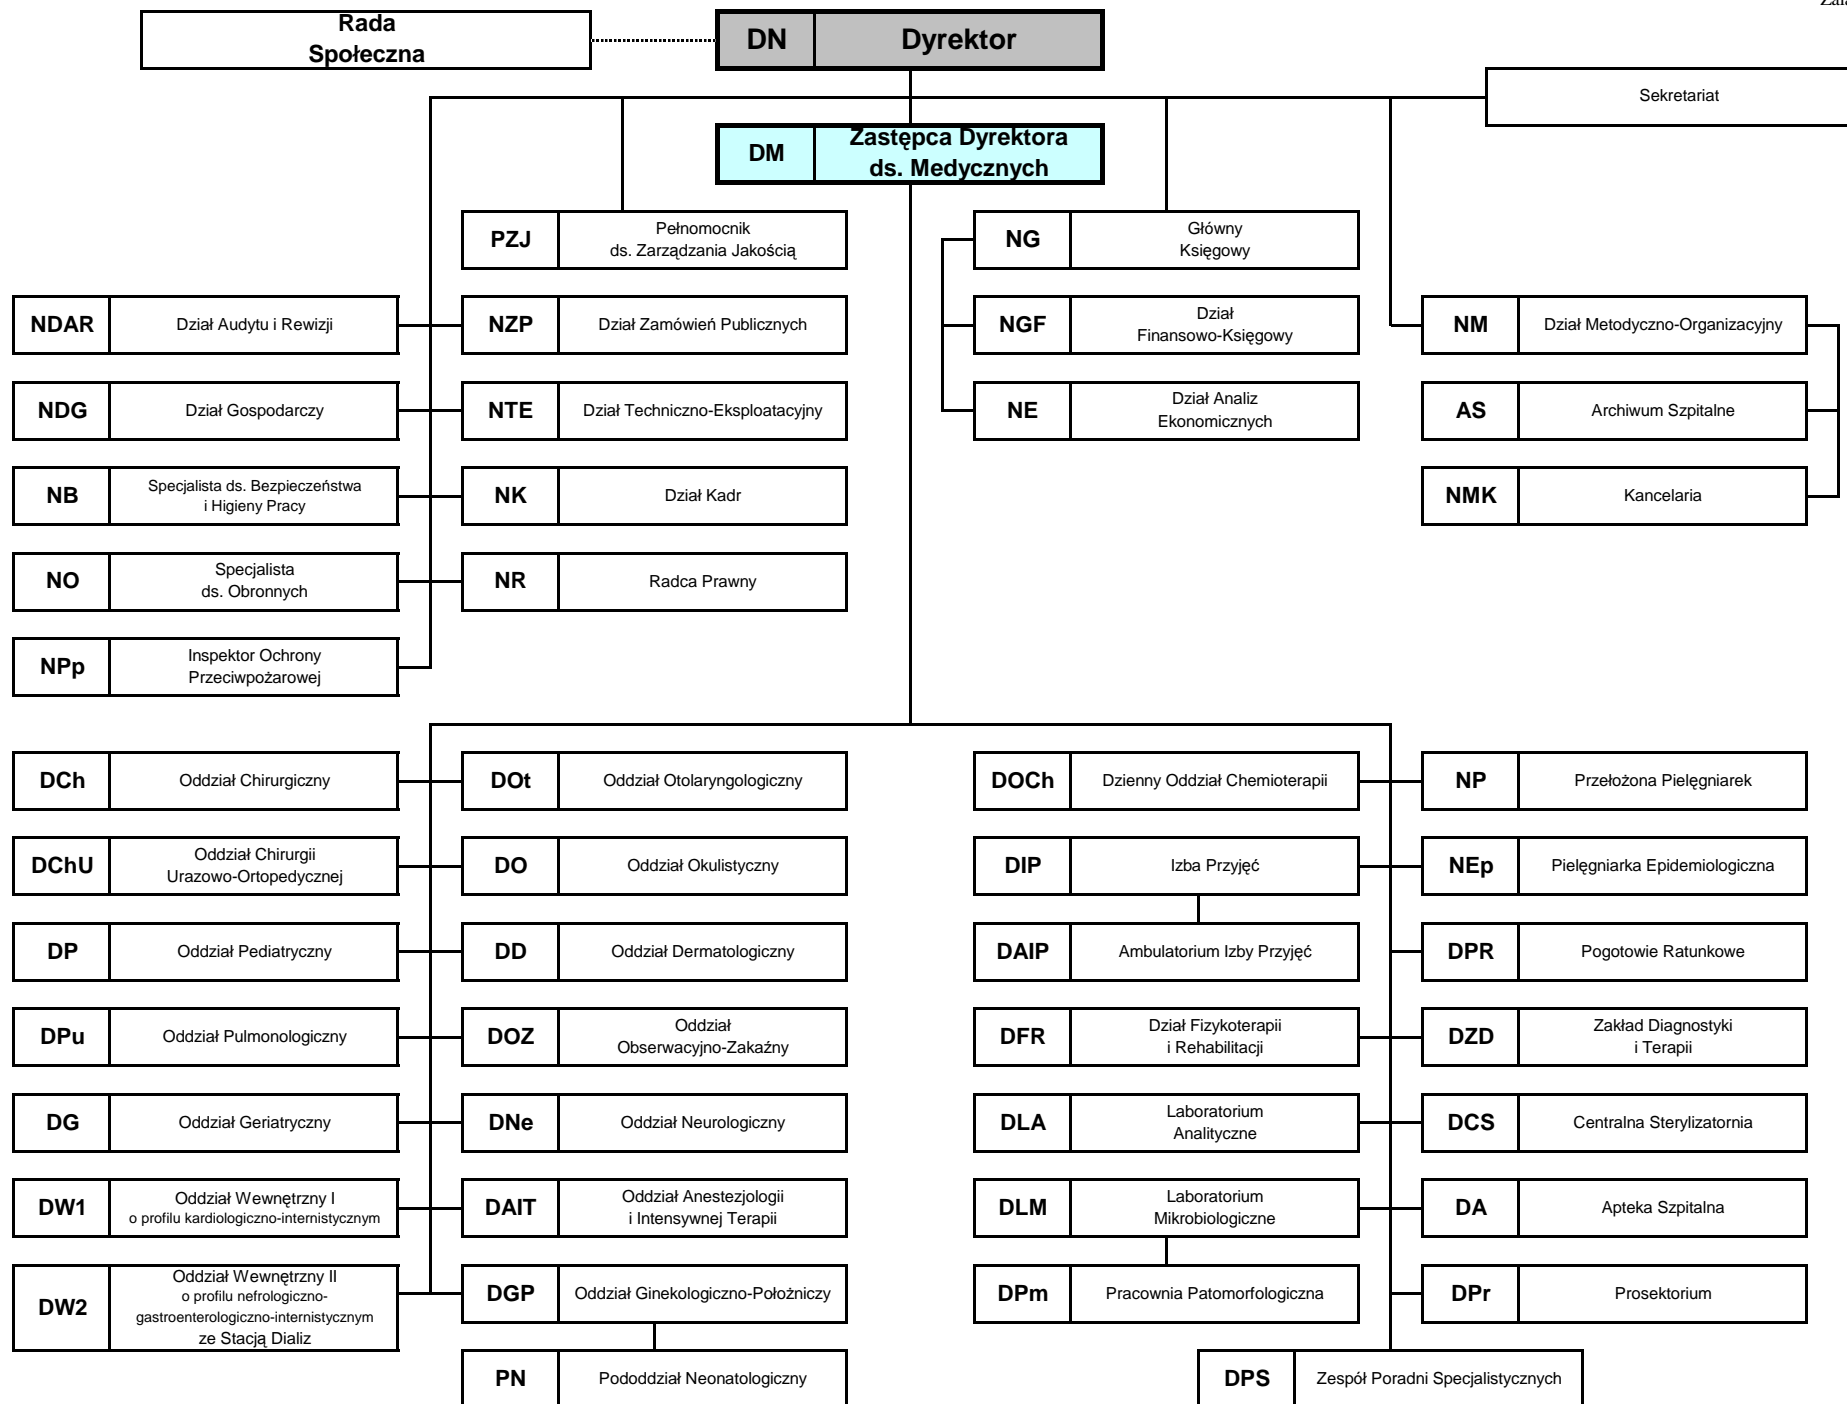 Rada
Społeczna
DN
Dyrektor
Sekretariat
DM
Zastępca Dyrektora
ds. Medycznych
PZJ
Pełnomocnik
ds. Zarządzania Jakością
NG
Główny
Księgowy
NDAR
Dział Audytu i Rewizji
NZP
Dział Zamówień Publicznych
NGF
Dział
Finansowo-Księgowy
NM
Dział Metodyczno-Organizacyjny
NDG
Dział Gospodarczy
NTE
Dział Techniczno-Eksploatacyjny
NE
Dział Analiz
Ekonomicznych
AS
Archiwum Szpitalne
NB
Specjalista ds. Bezpieczeństwa
i Higieny Pracy
NK
Dział Kadr
NMK
Kancelaria
NO
Specjalista
ds. Obronnych
NR
Radca Prawny
NPp
Inspektor Ochrony
Przeciwpożarowej
DCh
Oddział Chirurgiczny
DOt
Oddział Otolaryngologiczny
DOCh
Dzienny Oddział Chemioterapii
NP
Przełożona Pielęgniarek
DChU
Oddział Chirurgii
Urazowo-Ortopedycznej
DO
Oddział Okulistyczny
DIP
Izba Przyjęć
NEp
Pielęgniarka Epidemiologiczna
DP
Oddział Pediatryczny
DD
Oddział Dermatologiczny
DAIP
Ambulatorium Izby Przyjęć
DPR
Pogotowie Ratunkowe
DPu
Oddział Pulmonologiczny
DOZ
Oddział
Obserwacyjno-Zakaźny
DFR
Dział Fizykoterapii
i Rehabilitacji
DZD
Zakład Diagnostyki
i Terapii
DG
Oddział Geriatryczny
DNe
Oddział Neurologiczny
DLA
Laboratorium
Analityczne
DCS
Centralna Sterylizatornia
DW1
Oddział Wewnętrzny I
o profilu kardiologiczno-internistycznym
DAIT
Oddział Anestezjologii
i Intensywnej Terapii
DLM
Laboratorium
Mikrobiologiczne
DA
Apteka Szpitalna
DW2
Oddział Wewnętrzny II
o profilu nefrologiczno-
gastroenterologiczno-internistycznym
ze Stacją Dializ
DGP
Oddział Ginekologiczno-Położniczy
DPm
Pracownia Patomorfologiczna
DPr
Prosektorium
PN
Pododdział Neonatologiczny
DPS
Zespół Poradni Specjalistycznych